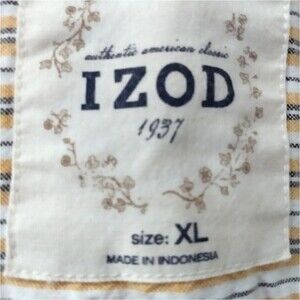 authentic american classic
IZOD
1937
size: XL
MADE IN INDONESIA